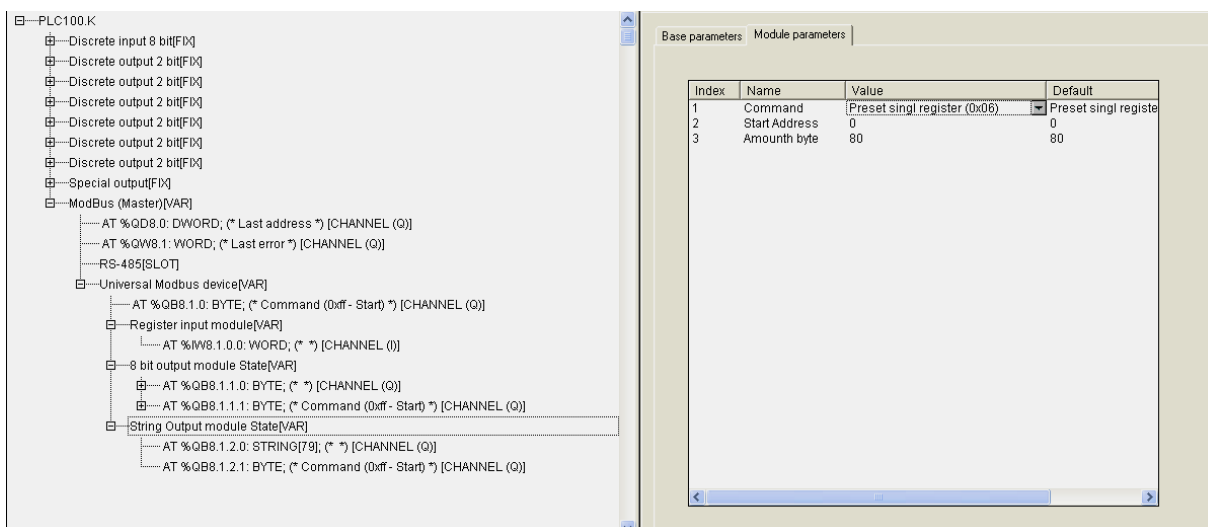 PLC100.K
Discrete input 8 bit[FIX]
Discrete output 2 bit[FIX]
Discrete output 2 bit[FIX]
Discrete output 2 bit[FIX]
Discrete output 2 bit[FIX]
Discrete output 2 bit[FIX]
Discrete output 2 bit[FIX]
Special output[FIX]
ModBus (Master)[VAR]
AT %QD8.0: DWORD; (* Last address *) [CHANNEL (Q)]
AT %QW8.1: WORD; (* Last error *) [CHANNEL (Q)]
RS-485[SLOT]
Universal Modbus device[VAR]
AT %QB8.1.0: BYTE; (* Command (0xff - Start) *) [CHANNEL (Q)]
Register input module[VAR]
AT %IW8.1.0.0: WORD; (* *) [CHANNEL (I)]
8 bit output module State[VAR]
AT %QB8.1.1.0: BYTE; (* *) [CHANNEL (Q)]
AT %QB8.1.1.1: BYTE; (* Command (0xff - Start) *) [CHANNEL (Q)]
String Output module State[VAR]
AT %QB8.1.2.0: STRING[79]; (* *) [CHANNEL (Q)]
AT %QB8.1.2.1: BYTE; (* Command (0xff - Start) *) [CHANNEL (Q)]
Base parameters Module parameters
Index Name Value Default
1 Command Preset singl register (0x06) Preset singl registe
2 Start Address 0 0
3 Amounth byte 80 80